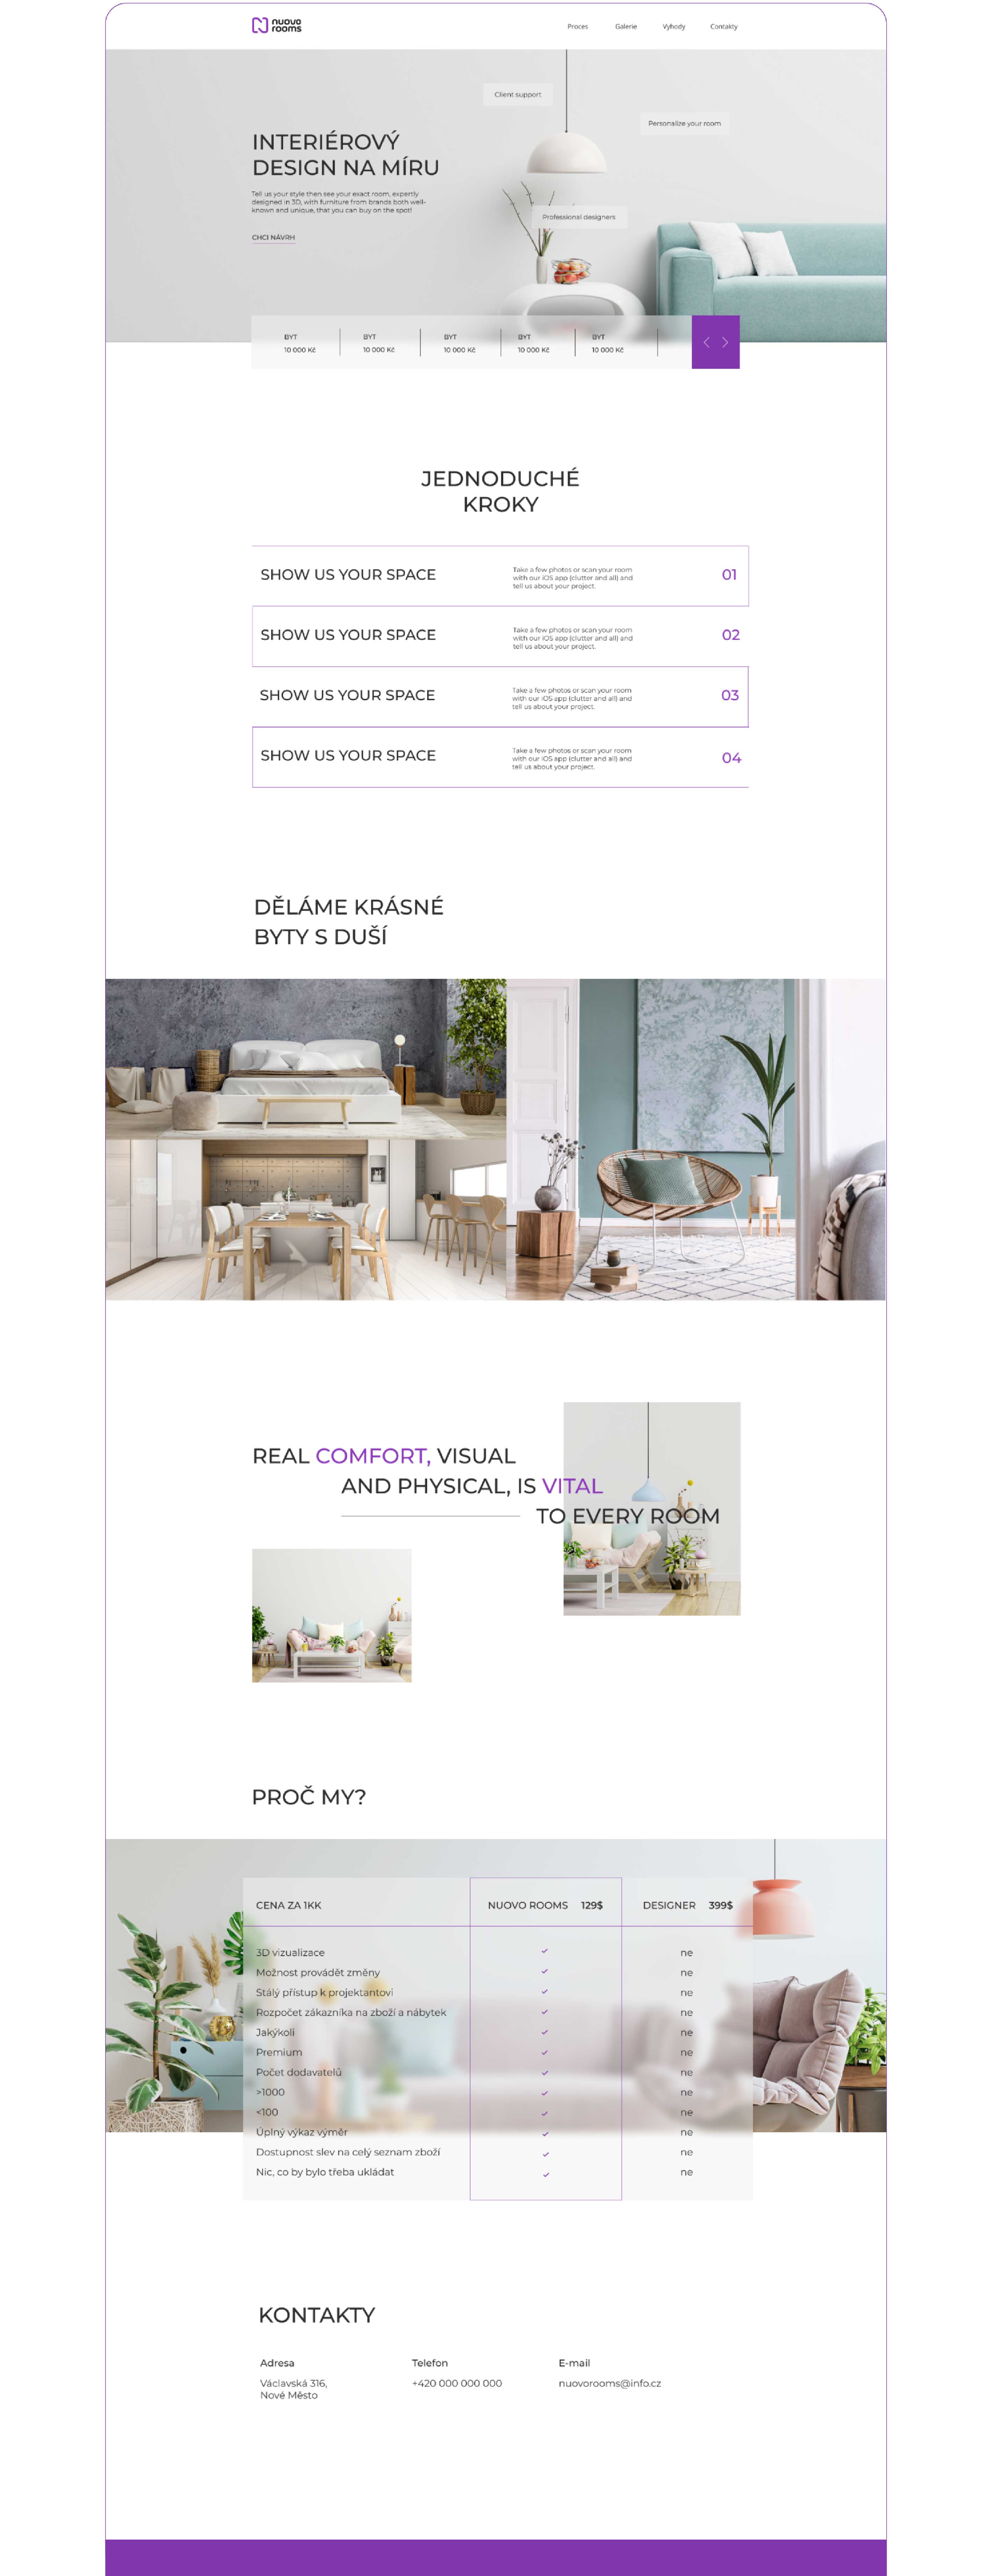 nuovo
rooms
Proces
Galerie
Vyhody
Contakty
Client support
Personalize your room
INTERIÉROVÝ
DESIGN NA MÍRU
Tell us your style then see your exact room, expertly
designed in 3D, with furniture from brands both well-
known and unique, that you can buy on the spot!
Professional designers
CHCI NÁVRH
BYT
10 000 Kč
BYT
10 000 Kč
BYT
10 000 Kč
BYT
10 000 Kč
BYT
10 000 Kč
JEDNODUCHÉ
KROKY
SHOW US YOUR SPACE
Take a few photos or scan your room
with our iOS app (clutter and all) and
tell us about your project.
01
SHOW US YOUR SPACE
Take a few photos or scan your room
with our iOS app (clutter and all) and
tell us about your project.
02
SHOW US YOUR SPACE
Take a few photos or scan your room
with our iOS app (clutter and all) and
tell us about your project.
03
SHOW US YOUR SPACE
Take a few photos or scan your room
with our iOS app (clutter and all) and
tell us about your project.
04
DĚLÁME KRÁSNÉ
BYTY S DUŠÍ
REAL COMFORT, VISUAL
AND PHYSICAL, IS VITAL
TO EVERY ROOM
PROČ MY?
CENA ZA 1KK NUOVO ROOMS 129$ DESIGNER 399$
3D vizualizace ne
Možnost provádět změny ne
Stálý přístup k projektantovi ne
Rozpočet zákazníka na zboží a nábytek ne
Jakýkoli ne
Premium ne
Počet dodavatelů ne
>1000 ne
<100 ne
Úplný výkaz výměr ne
Dostupnost slev na celý seznam zboží ne
Nic, co by bylo třeba ukládat ne
KONTAKTY
Adresa
Václavská 316,
Nové Město
Telefon
+420 000 000 000
E-mail
nuovorooms@info.cz